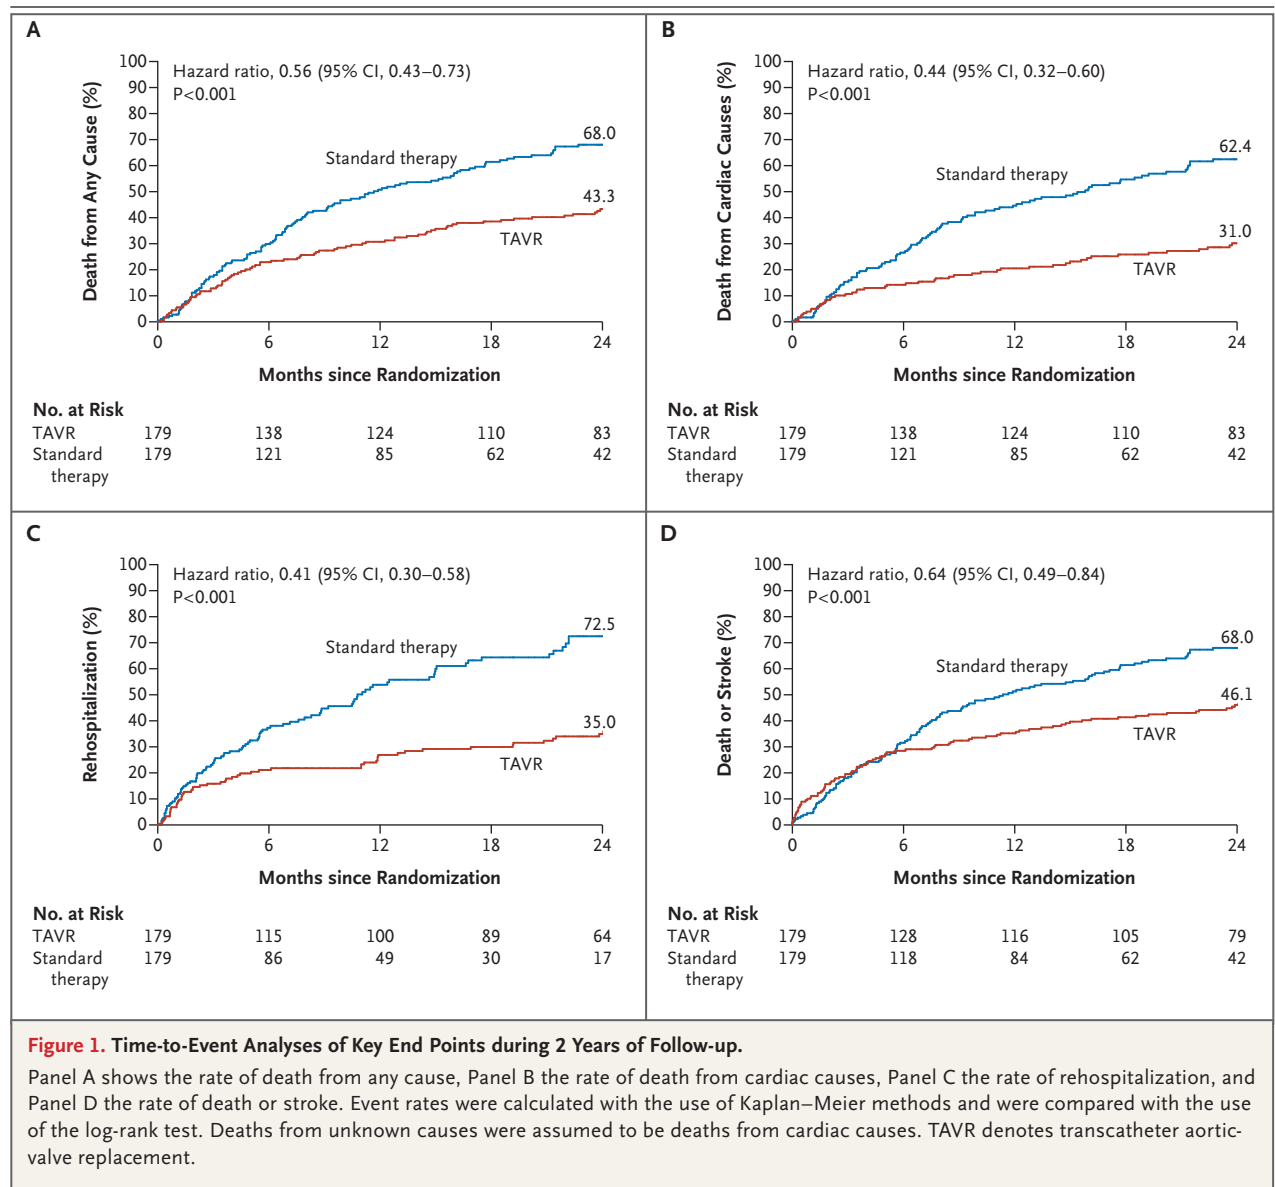 A
Death from Any Cause (%)
100
90
80
70
60
50
40
30
20
10
0
Hazard ratio, 0.56 (95% CI, 0.43–0.73)
P<0.001
Standard therapy
68.0
43.3
TAVR
0 6 12 18 24
Months since Randomization
No. at Risk
TAVR 179 138 124 110 83
Standard 179 121 85 62 42
therapy
B
Death from Cardiac Causes (%)
100
90
80
70
60
50
40
30
20
10
0
Hazard ratio, 0.44 (95% CI, 0.32–0.60)
P<0.001
Standard therapy
62.4
31.0
TAVR
0 6 12 18 24
Months since Randomization
No. at Risk
TAVR 179 138 124 110 83
Standard 179 121 85 62 42
therapy
C
Rehospitalization (%)
100
90
80
70
60
50
40
30
20
10
0
Hazard ratio, 0.41 (95% CI, 0.30–0.58)
P<0.001
Standard therapy
72.5
35.0
TAVR
0 6 12 18 24
Months since Randomization
No. at Risk
TAVR 179 115 100 89 64
Standard 179 86 49 30 17
therapy
D
Death or Stroke (%)
100
90
80
70
60
50
40
30
20
10
0
Hazard ratio, 0.64 (95% CI, 0.49–0.84)
P<0.001
Standard therapy
68.0
46.1
TAVR
0 6 12 18 24
Months since Randomization
No. at Risk
TAVR 179 128 116 105 79
Standard 179 118 84 62 42
therapy
Figure 1. Time-to-Event Analyses of Key End Points during 2 Years of Follow-up.
Panel A shows the rate of death from any cause, Panel B the rate of death from cardiac causes, Panel C the rate of rehospitalization, and
Panel D the rate of death or stroke. Event rates were calculated with the use of Kaplan–Meier methods and were compared with the use
of the log-rank test. Deaths from unknown causes were assumed to be deaths from cardiac causes. TAVR denotes transcatheter aortic-
valve replacement.